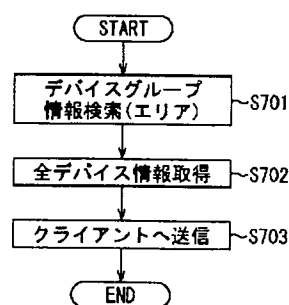 START
デバイスグループ
情報検索(エリア)
~S701
全デバイス情報取得
~S702
クライアントへ送信
~S703
END